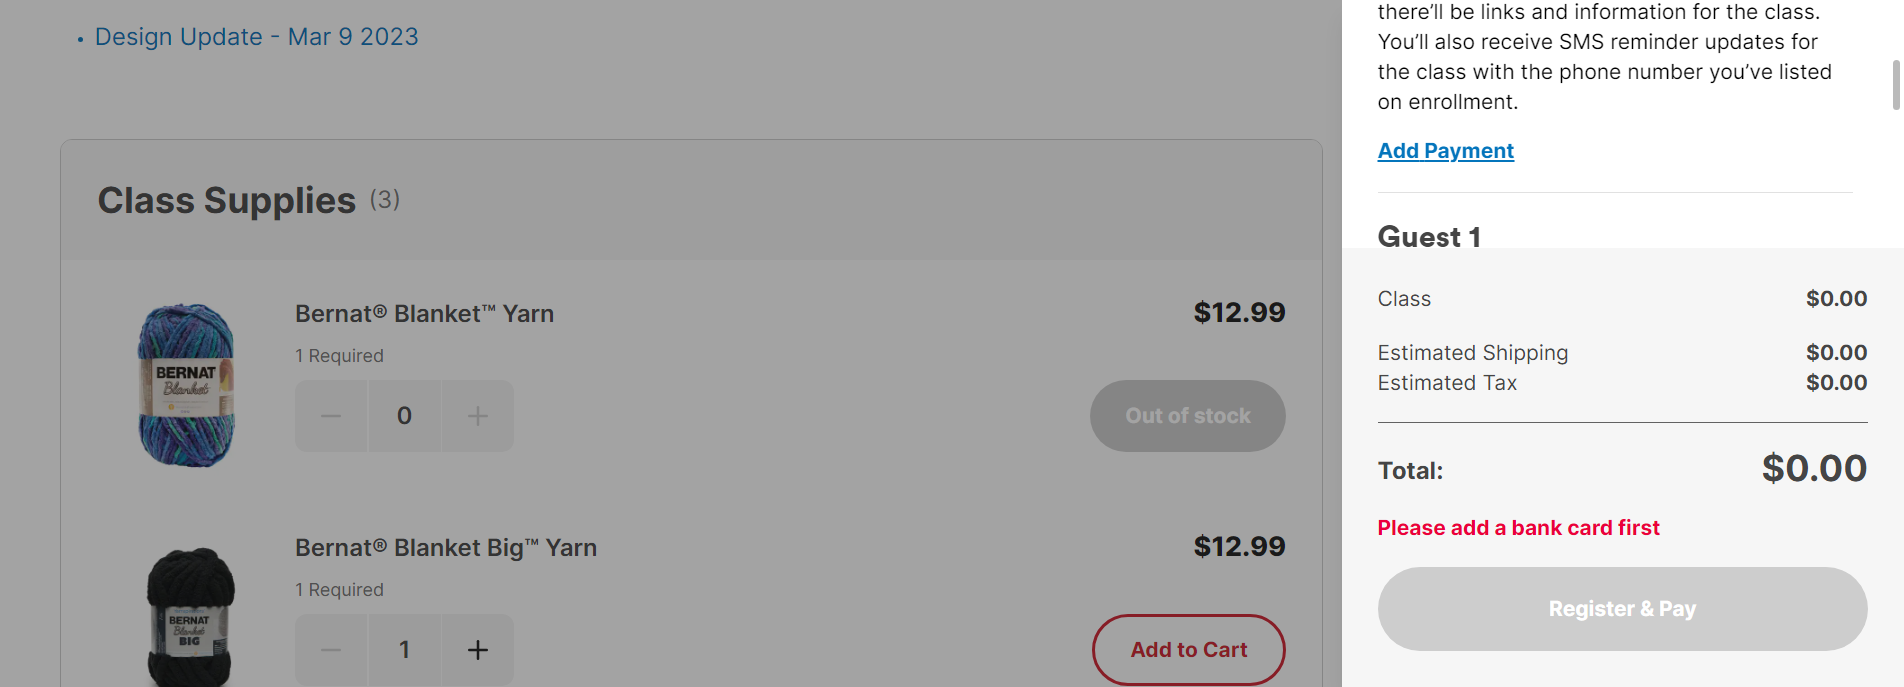 • Design Update - Mar 9 2023
Class Supplies (3)
Bernat® Blanket™ Yarn
$12.99
1 Required
0
Out of stock
BERNAT
Blanket
Bernat® Blanket Big™ Yarn
$12.99
1 Required
1
Add to Cart
BERNAT
Blanket
BIG
there’ll be links and information for the class.
You’ll also receive SMS reminder updates for
the class with the phone number you’ve listed
on enrollment.
Add Payment
Guest 1
Class $0.00
Estimated Shipping $0.00
Estimated Tax $0.00
Total: $0.00
Please add a bank card first
Register & Pay